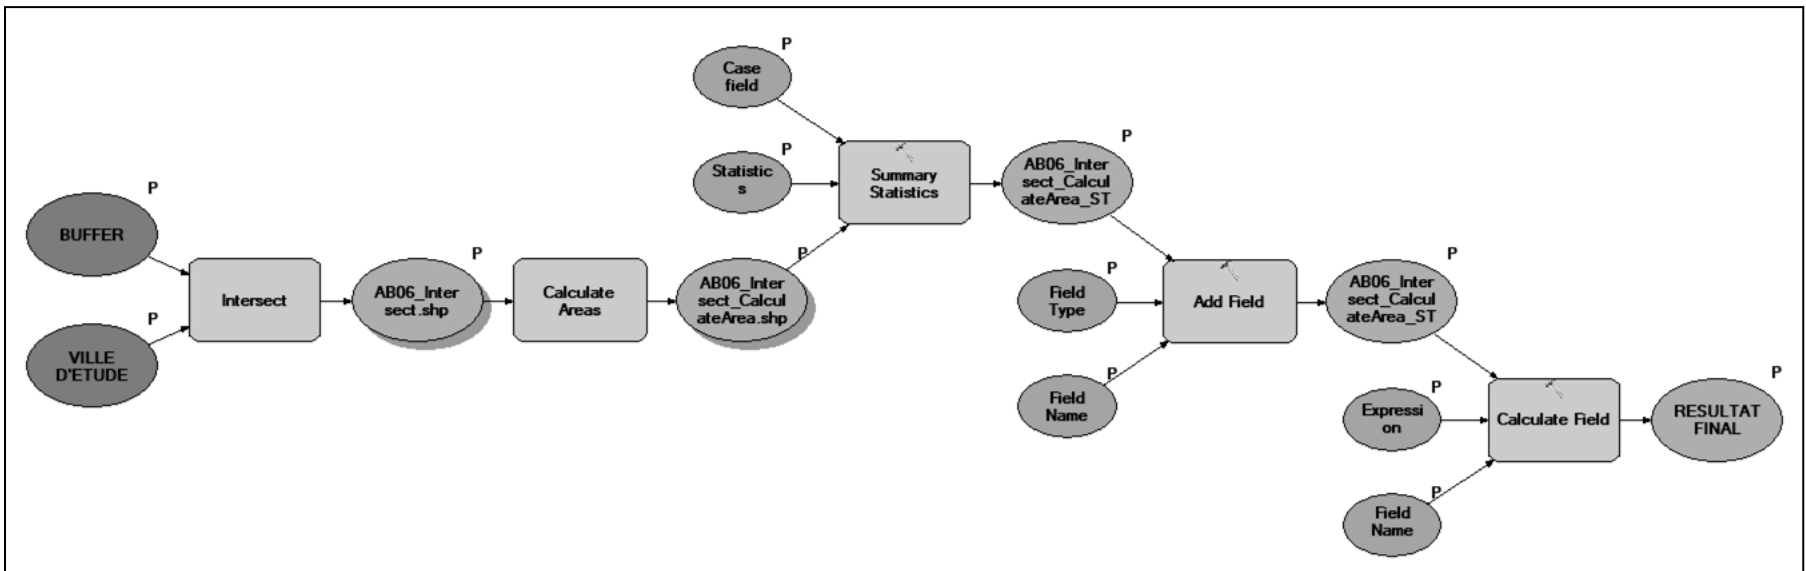 P
BUFFER
P
VILLE
D'ETUDE
Intersect
P
AB06_Inter
sect.shp
Calculate
Areas
P
AB06_Inter
sect_Calcul
ateArea.shp
P
Case
field
P
Statistic
s
Summary
Statistics
P
AB06_Inter
sect_Calcul
ateArea_ST
P
Field
Type
P
Field
Name
Add Field
P
AB06_Inter
sect_Calcul
ateArea_ST
P
Expressi
on
P
Field
Name
Calculate Field
P
RESULTAT
FINAL